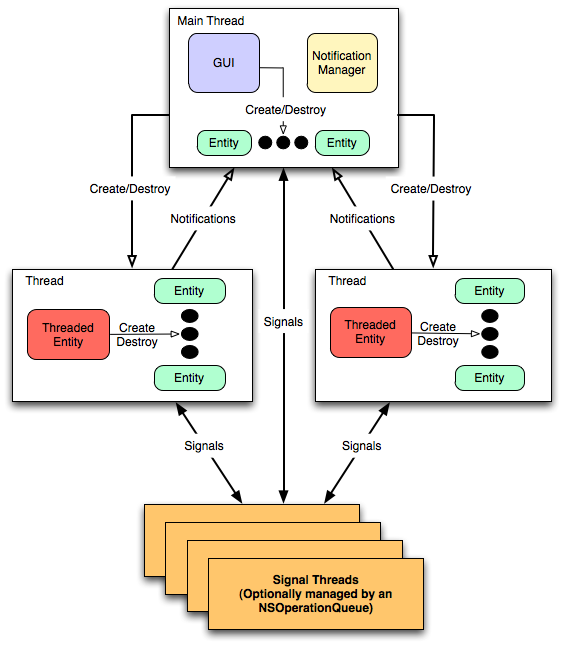 Main Thread
GUI
Notification
Manager
Create/Destroy
Entity
Entity
Create/Destroy
Create/Destroy
Notifications
Notifications
Thread
Entity
Threaded
Entity
Create
Destroy
Entity
Signals
Thread
Entity
Threaded
Entity
Create
Destroy
Entity
Signals
Signals
Signal Threads
(Optionally managed by an
NSOperationQueue)